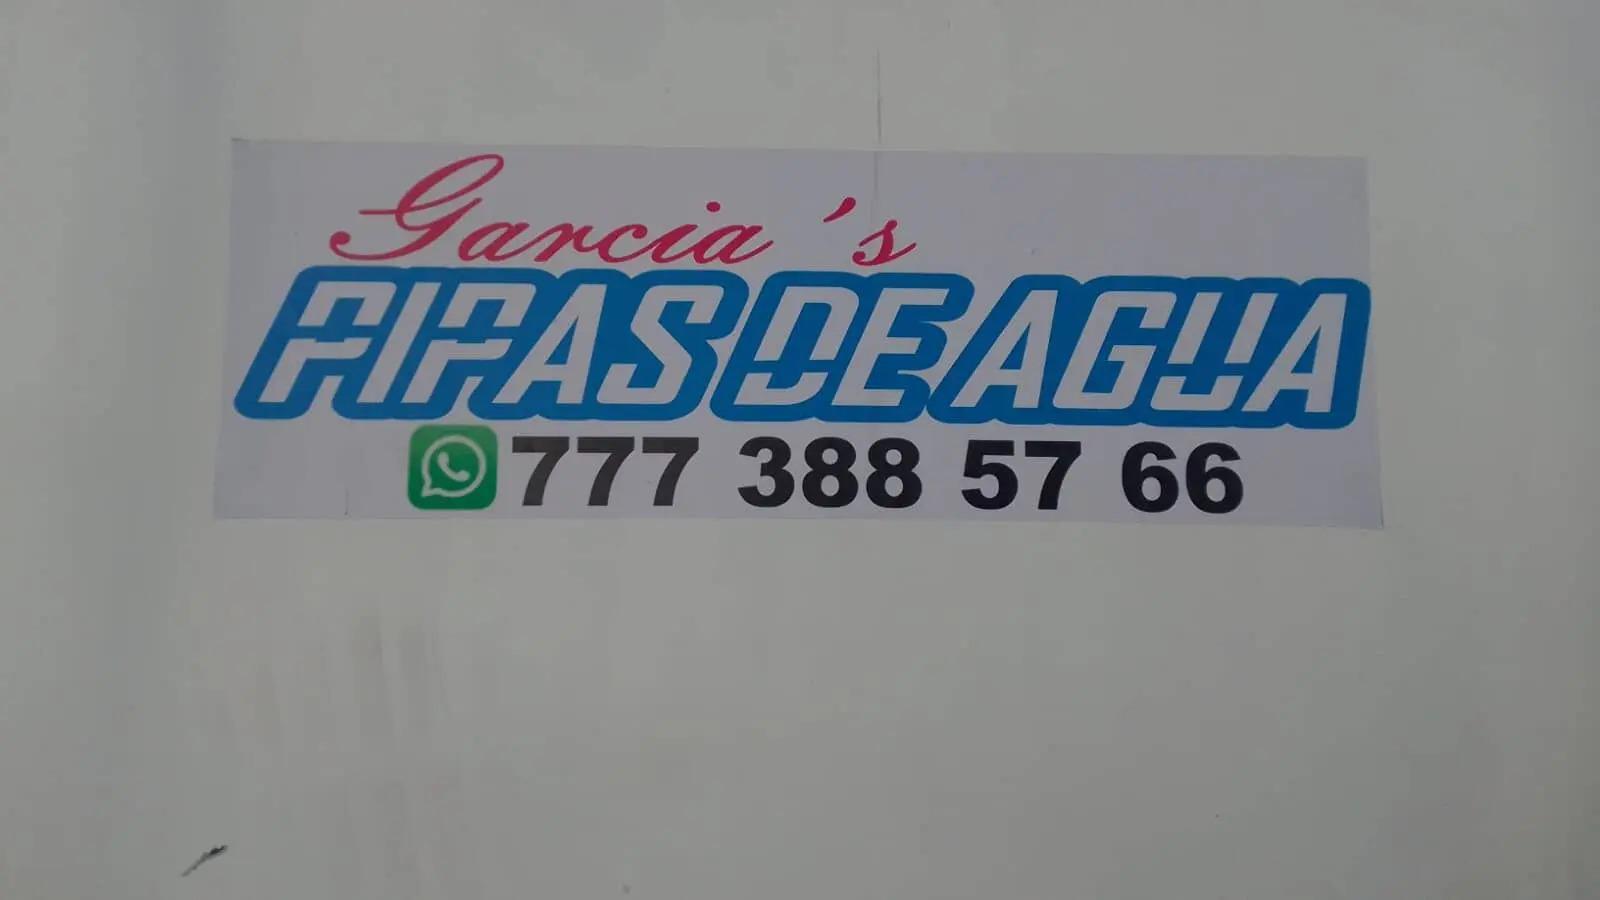 Garcia 's
PIPAS DE AGUA
777 388 57 66